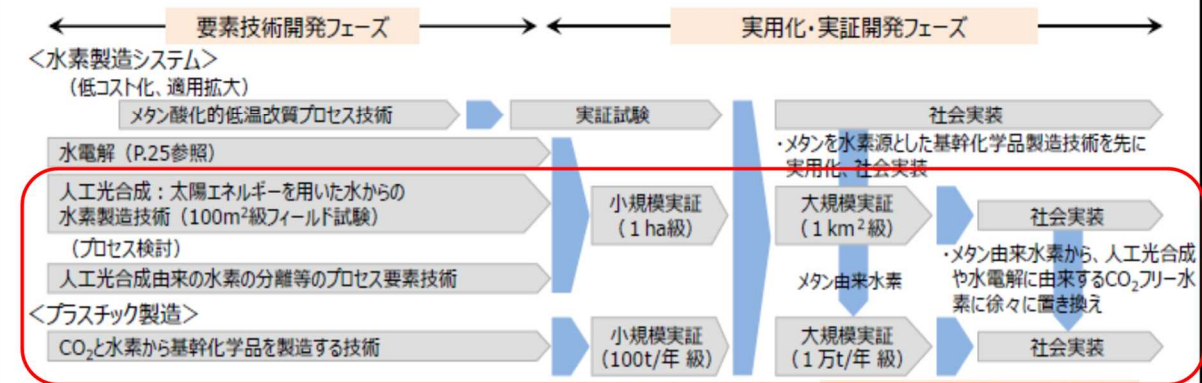 要素技術開発フェーズ
実用化・実証開発フェーズ
＜水素製造システム＞
（低コスト化、適用拡大）
メタン酸化的低温改質プロセス技術
実証試験
社会実装
・メタンを水素源とした基幹化学品製造技術を先に
実用化、社会実装
水電解（P.25参照）
人工光合成：太陽エネルギーを用いた水からの
水素製造技術（100m²級フィールド試験）
小規模実証
（1ha級）
大規模実証
（1km²級）
社会実装
（プロセス検討）
人工光合成由来の水素の分離等のプロセス要素技術
メタン由来水素
・メタン由来水素から、人工光合成
や水電解に由来するCO₂フリー水
素に徐々に置き換え
＜プラスチック製造＞
CO₂と水素から基幹化学品を製造する技術
小規模実証
（100t/年 級）
大規模実証
（1万t/年 級）
社会実装